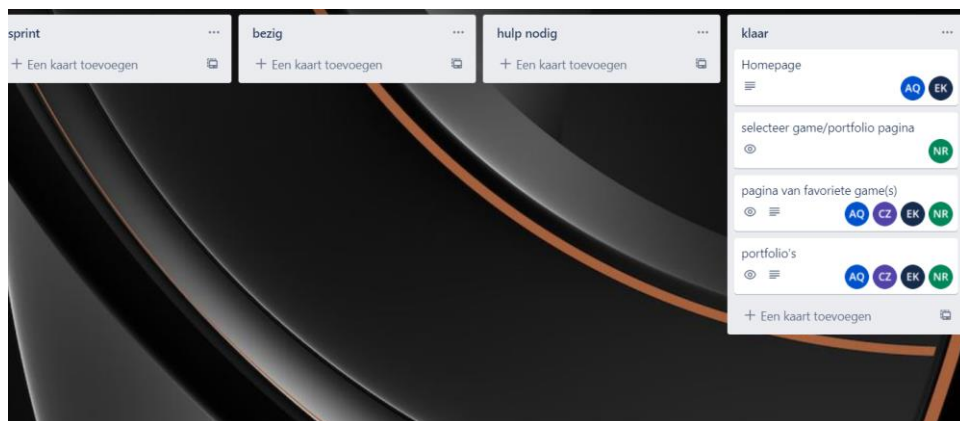 sprint
+ Een kaart toevoegen
bezig
+ Een kaart toevoegen
hulp nodig
+ Een kaart toevoegen
klaar
Homepage
AQ EK
selecteer game/portfolio pagina
NR
pagina van favoriete game(s)
AQ CZ EK NR
portfolio's
AQ CZ EK NR
+ Een kaart toevoegen